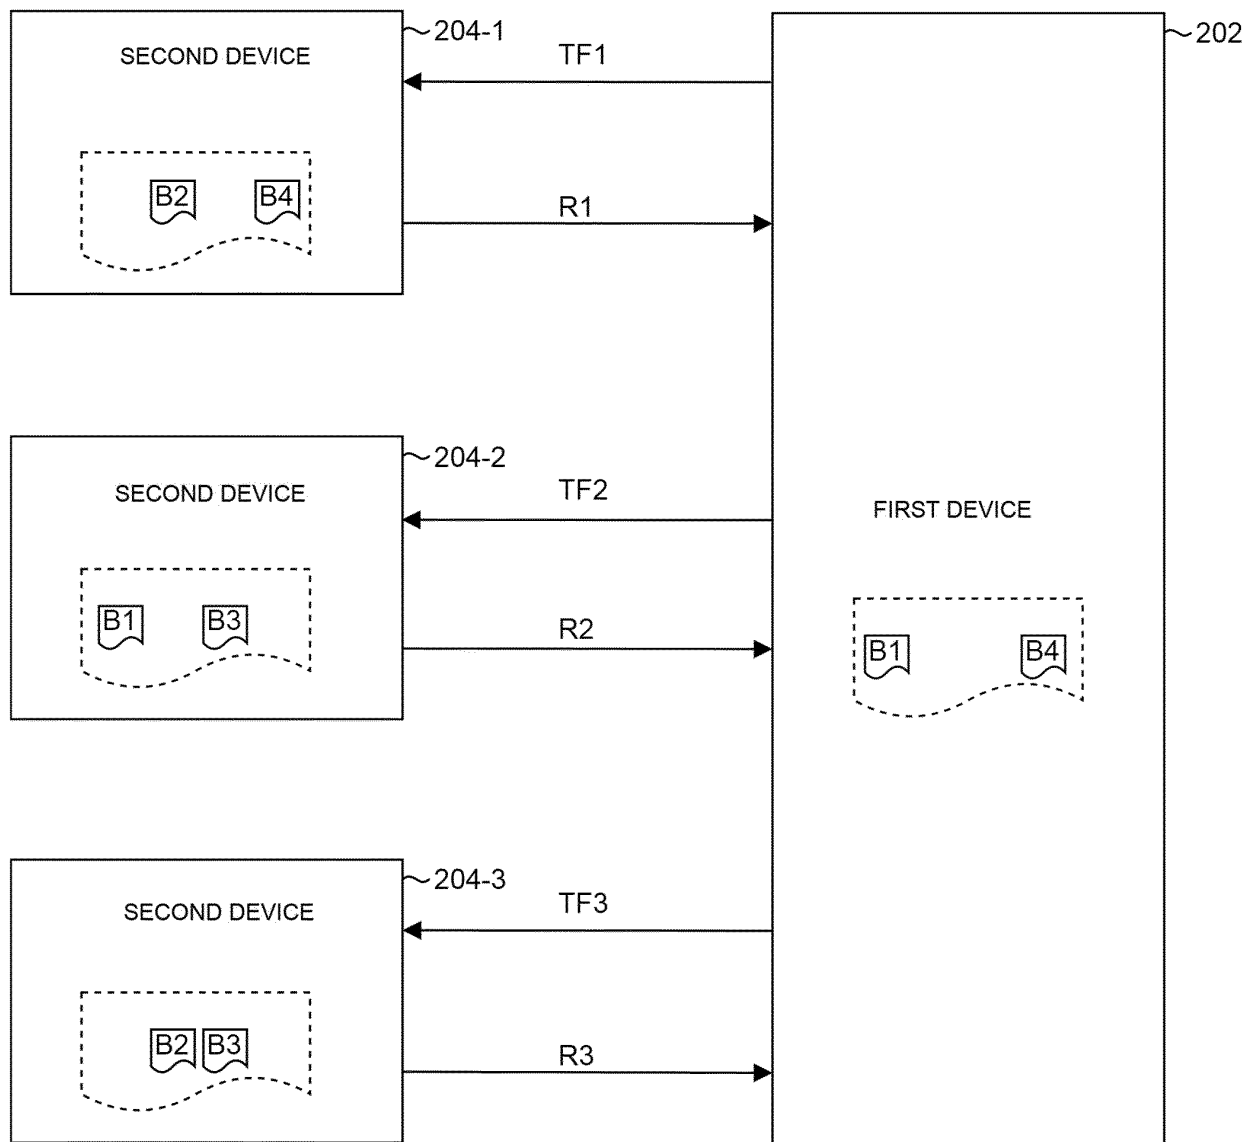 204-1
SECOND DEVICE
B2 B4
TF1
R1
202
204-2
SECOND DEVICE
B1 B3
TF2
R2
FIRST DEVICE
B1 B4
204-3
SECOND DEVICE
B2 B3
TF3
R3